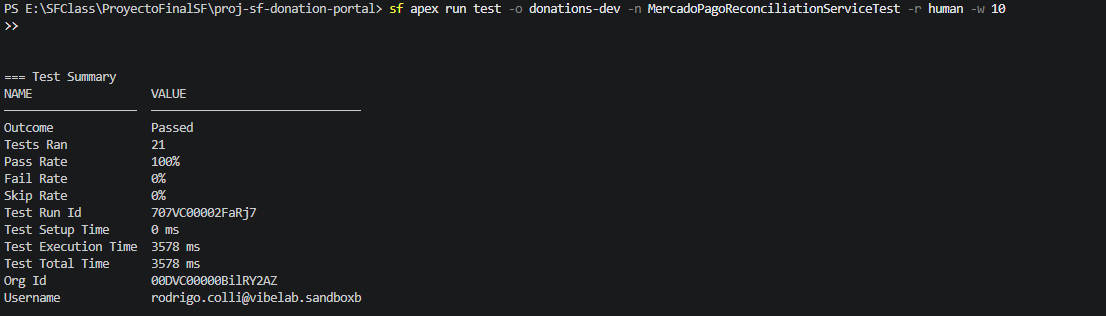 PS E:\SFClass\ProyectoFinalSF\proj-sf-donation-portal> sf apex run test -o donations-dev -n MercadoPagoReconciliationServiceTest -r human -w 10
>>
=== Test Summary
NAME VALUE
Outcome Passed
Tests Ran 21
Pass Rate 100%
Fail Rate 0%
Skip Rate 0%
Test Run Id 707VC00002FaRj7
Test Setup Time 0 ms
Test Execution Time 3578 ms
Test Total Time 3578 ms
Org Id 00DVC00000BilRY2AZ
Username rodrigo.colli@vibelab.sandboxb